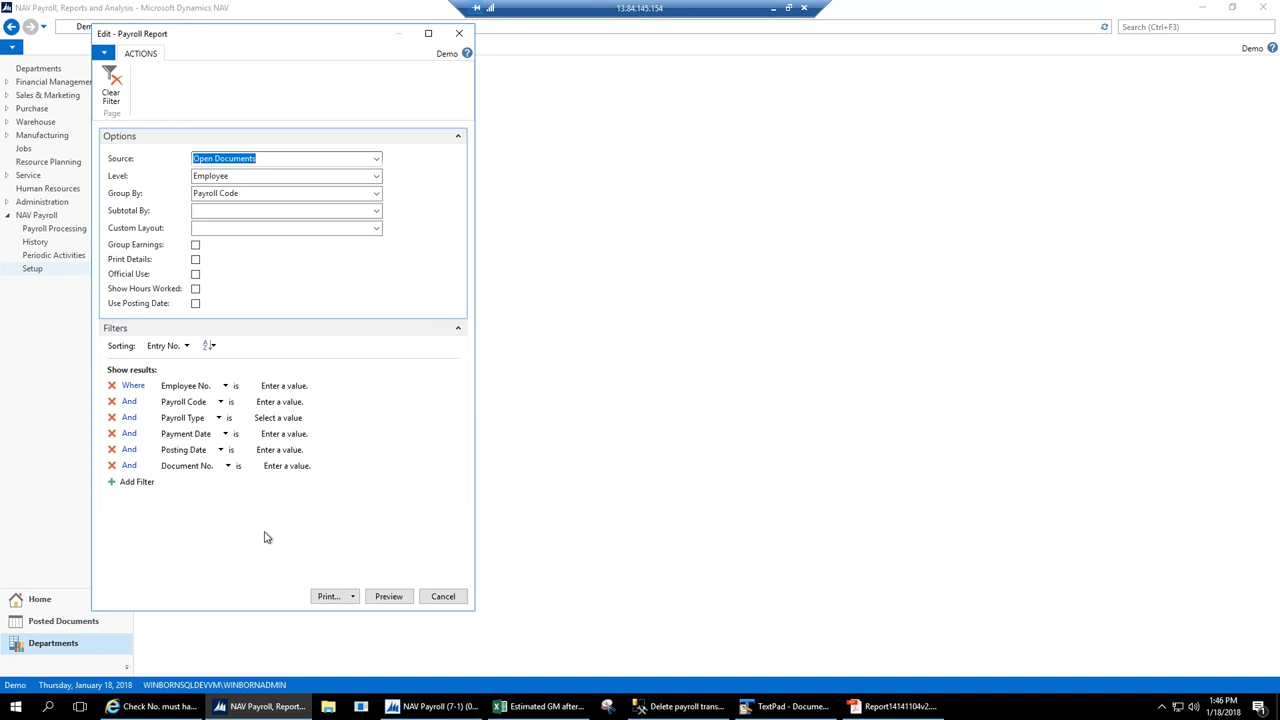 NAV Payroll, Reports and Analysis - Microsoft Dynamics NAV
13.84.145.154
Search (Ctrl+F3)
Demo
Edit - Payroll Report
ACTIONS
Demo
Clear
Filter
Page
Departments
Financial Manageme
Sales & Marketing
Purchase
Warehouse
Manufacturing
Jobs
Resource Planning
Service
Human Resources
Administration
NAV Payroll
Payroll Processing
History
Periodic Activities
Setup
Options
Source: Open Documents
Level: Employee
Group By: Payroll Code
Subtotal By:
Custom Layout:
Group Earnings:
Print Details:
Official Use:
Show Hours Worked:
Use Posting Date:
Filters
Sorting: Entry No.
Show results:
Where Employee No. is Enter a value.
And Payroll Code is Enter a value.
And Payroll Type is Select a value
And Payment Date is Enter a value.
And Posting Date is Enter a value.
And Document No. is Enter a value.
Add Filter
Print... Preview Cancel
Home
Posted Documents
Departments
Demo Thursday, January 18, 2018 WINBORNSQLDEVVM\WINBORNADMIN
Check No. must ha... NAV Payroll, Report... NAV Payroll (7-1) (0... Estimated GM after... Delete payroll trans... TextPad - Docume... Report14141104v2....
1:46 PM
1/18/2018